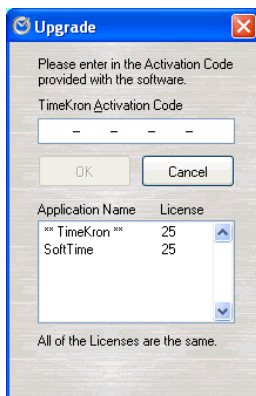 Upgrade
Please enter in the Activation Code
provided with the software.
TimeKron Activation Code
- - - -
OK Cancel
Application Name License
** TimeKron ** 25
SoftTime 25
All of the Licenses are the same.